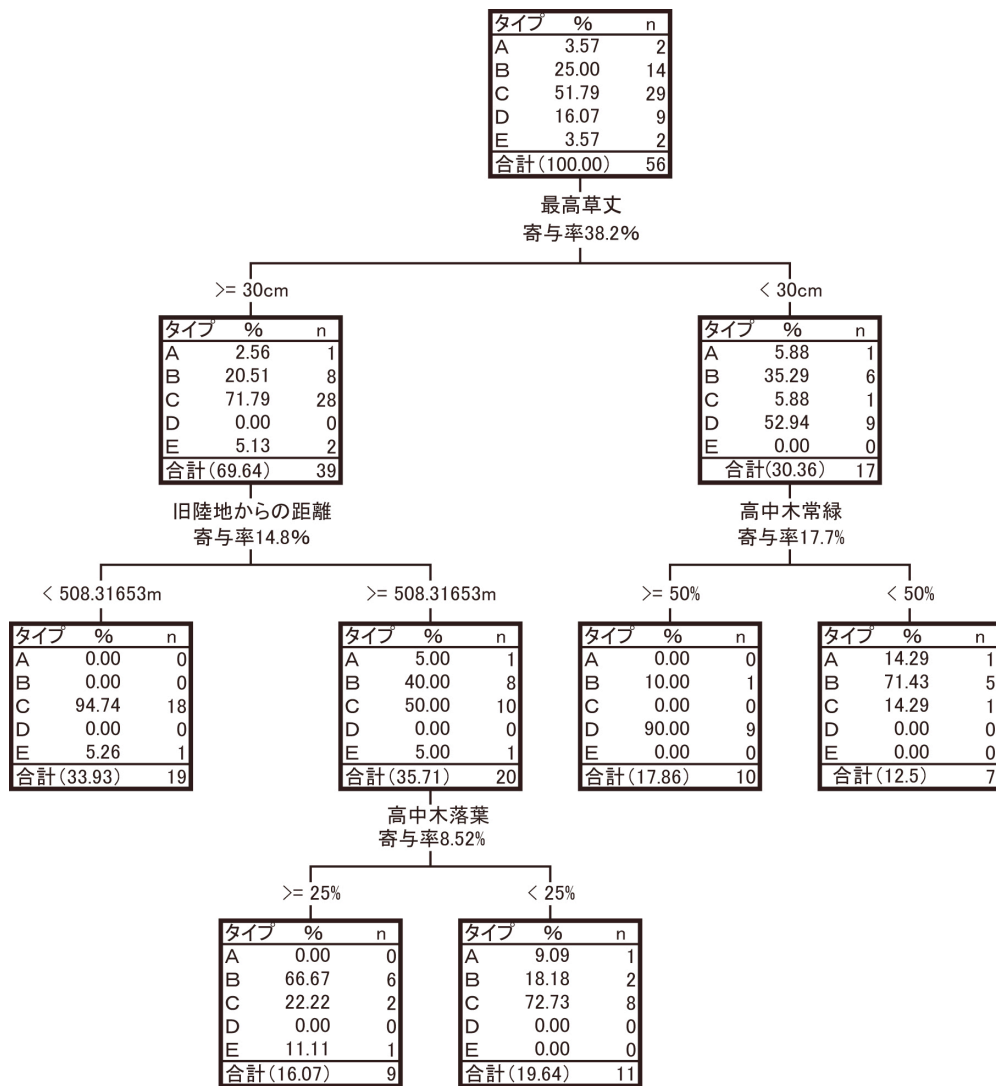 タイプ % n
A 3.57 2
B 25.00 14
C 51.79 29
D 16.07 9
E 3.57 2
合計(100.00) 56
最高草丈
寄与率38.2%
>= 30cm
< 30cm
タイプ % n
A 2.56 1
B 20.51 8
C 71.79 28
D 0.00 0
E 5.13 2
合計(69.64) 39
タイプ % n
A 5.88 1
B 35.29 6
C 5.88 1
D 52.94 9
E 0.00 0
合計(30.36) 17
旧陸地からの距離
寄与率14.8%
高中木常緑
寄与率17.7%
< 508.31653m
>= 508.31653m
>= 50%
< 50%
タイプ % n
A 0.00 0
B 0.00 0
C 94.74 18
D 0.00 0
E 5.26 1
合計(33.93) 19
タイプ % n
A 5.00 1
B 40.00 8
C 50.00 10
D 0.00 0
E 5.00 1
合計(35.71) 20
タイプ % n
A 0.00 0
B 10.00 1
C 0.00 0
D 90.00 9
E 0.00 0
合計(17.86) 10
タイプ % n
A 14.29 1
B 71.43 5
C 14.29 1
D 0.00 0
E 0.00 0
合計(12.5) 7
高中木落葉
寄与率8.52%
>= 25%
< 25%
タイプ % n
A 0.00 0
B 66.67 6
C 22.22 2
D 0.00 0
E 11.11 1
合計(16.07) 9
タイプ % n
A 9.09 1
B 18.18 2
C 72.73 8
D 0.00 0
E 0.00 0
合計(19.64) 11